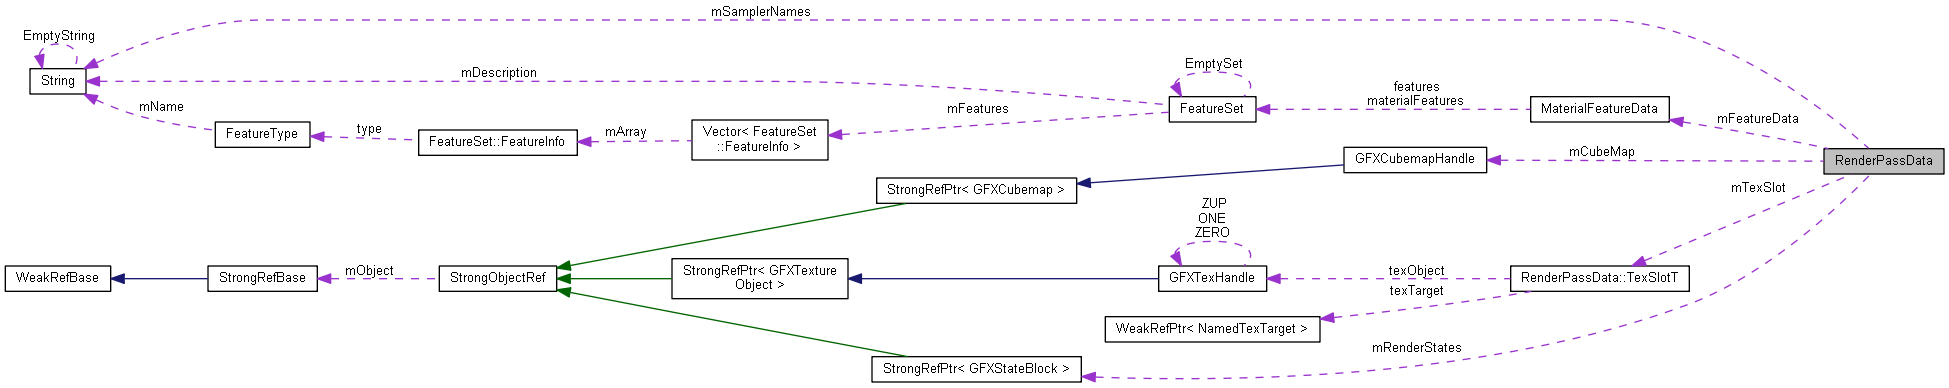 mSamplerNames
EmptyString
String
mDescription
EmptySet
FeatureSet
features
materialFeatures
MaterialFeatureData
mName
FeatureType
type
FeatureSet::FeatureInfo
mArray
Vector< FeatureSet
::FeatureInfo >
mFeatures
mFeatureData
RenderPassData
GFXCubemapHandle
mCubeMap
StrongRefPtr< GFXCubemap >
mTexSlot
ZUP
ONE
ZERO
WeakRefBase
StrongRefBase
mObject
StrongObjectRef
StrongRefPtr< GFXTexture
Object >
GFXTexHandle
texObject
texTarget
RenderPassData::TexSlotT
WeakRefPtr< NamedTexTarget >
mRenderStates
StrongRefPtr< GFXStateBlock >